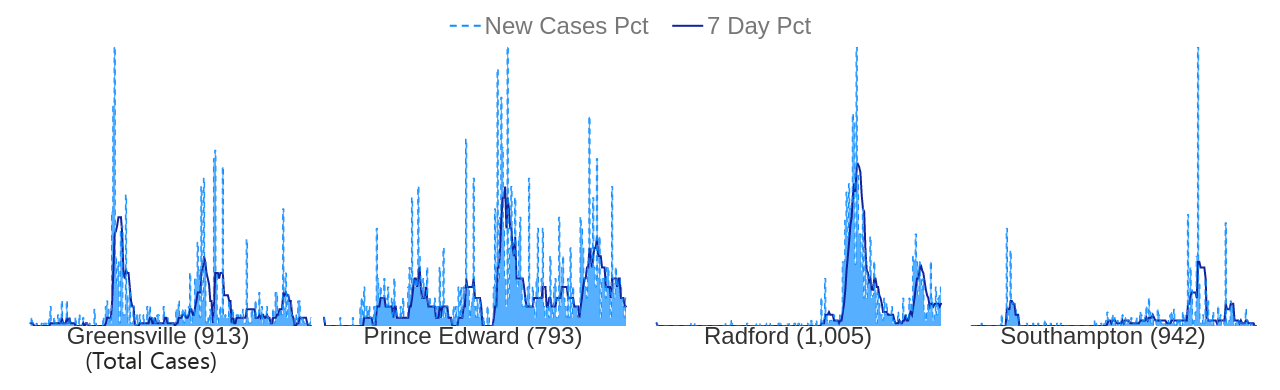 New Cases Pct 7 Day Pct
Greensville (913) Prince Edward (793) Radford (1,005) Southampton (942)
(Total Cases)